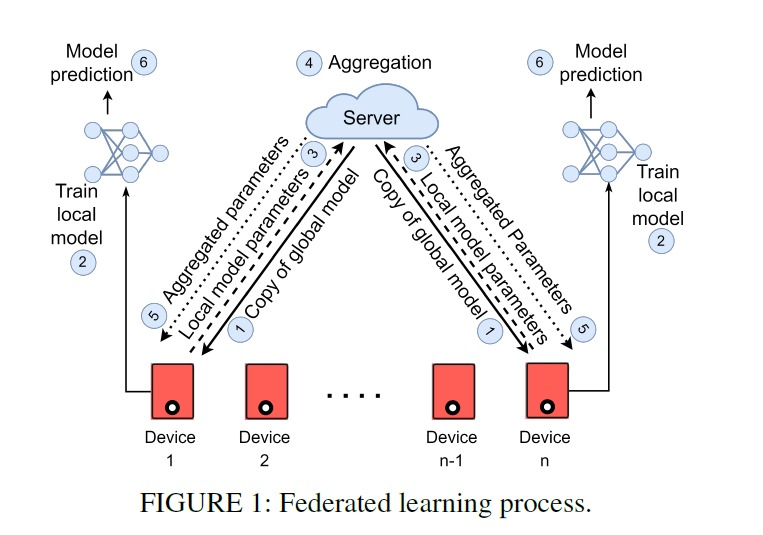 Model
prediction
6
4
Aggregation
6
Model
prediction
Server
Train
local
model
2
Aggregated parameters
5
Local model parameters
3
Copy of global model
1
3
Aggregated Parameters
5
Local model parameters
Copy of global model
1
Train
local
model
2
. . . .
Device
1
Device
2
Device
n-1
Device
n
FIGURE 1: Federated learning process.